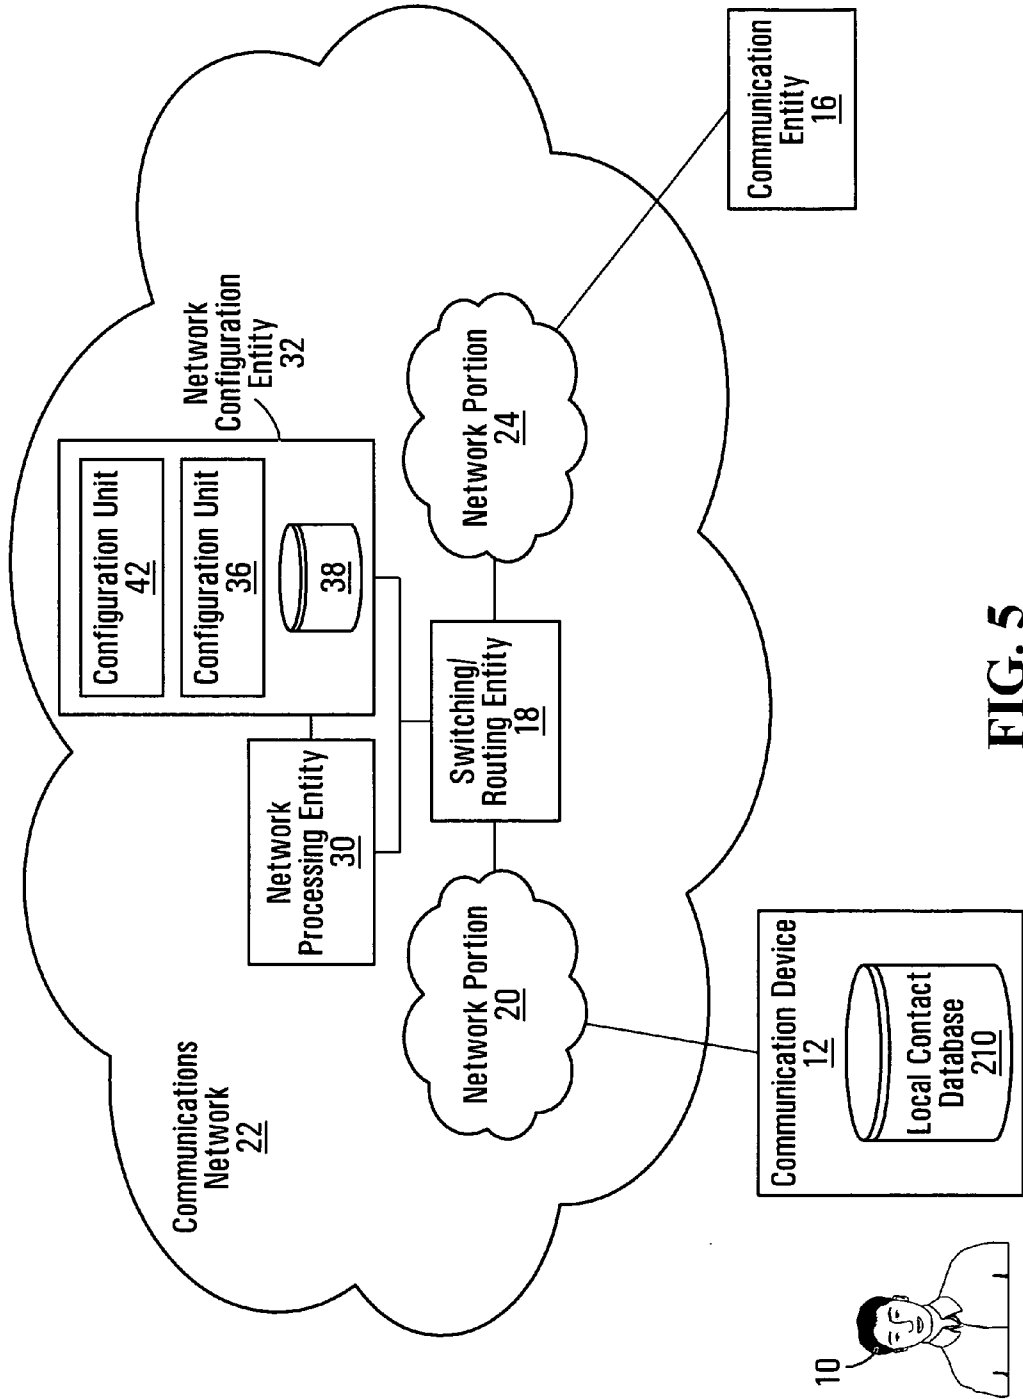 Communications
Network
22
Network
Configuration
Entity
32
Configuration Unit
42
Configuration Unit
36
38
Network
Processing Entity
30
Switching/
Routing Entity
18
Network Portion
20
Network Portion
24
10
Communication Device
12
Local Contact
Database
210
Communication
Entity
16
FIG. 5